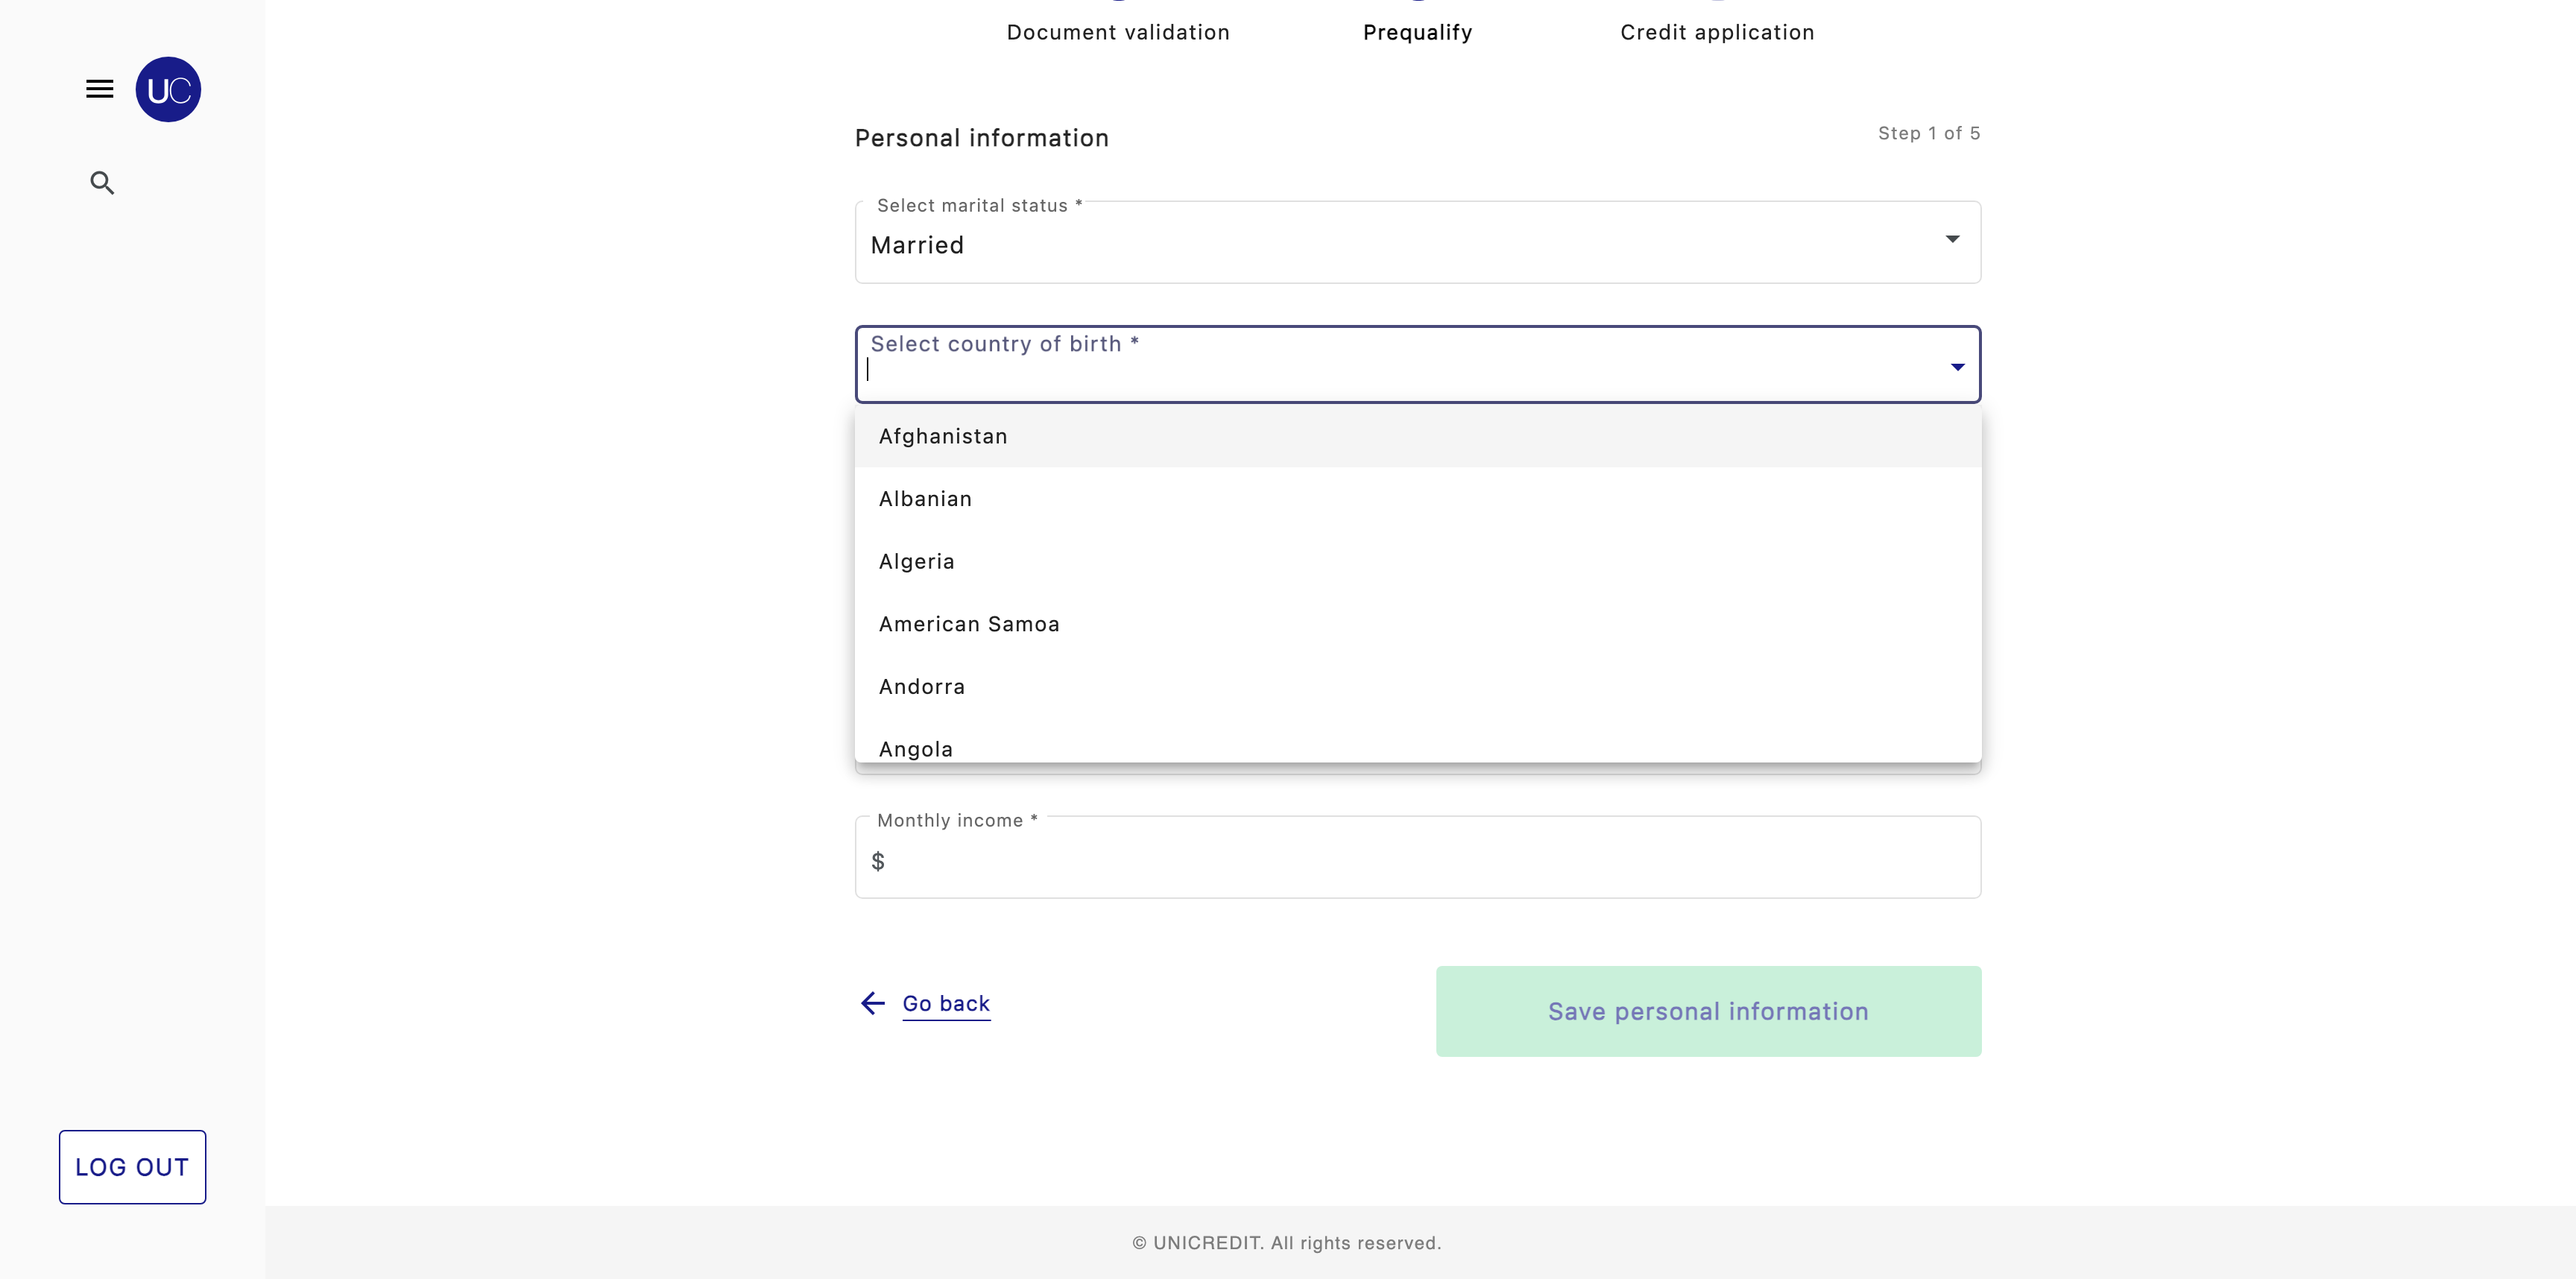 UC
Document validation
Prequalify
Credit application
Personal information
Step 1 of 5
Select marital status *
Married
Select country of birth *
Afghanistan
Albanian
Algeria
American Samoa
Andorra
Angola
Monthly income *
$
Go back
Save personal information
LOG OUT
© UNICREDIT. All rights reserved.